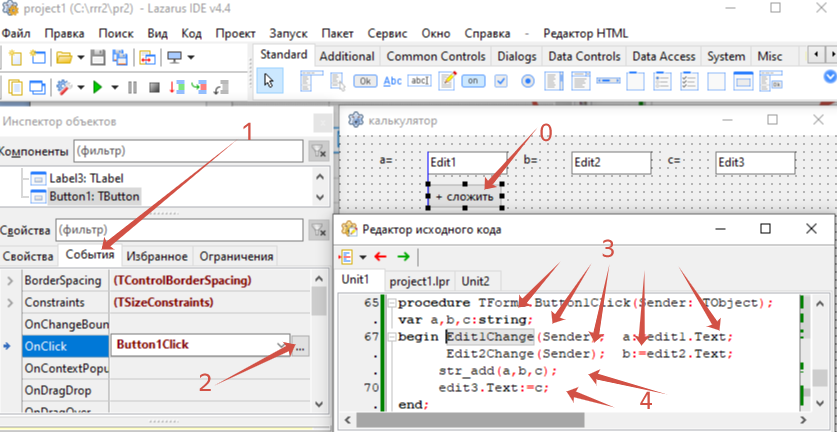 project1 (C:\rrr2\pr2) - Lazarus IDE v4.4
Файл Правка Поиск Вид Код Проект Запуск Пакет Сервис Окно Справка - Редактор HTML
Standard Additional Common Controls Dialogs Data Controls Data Access System Misc
Ok Abc abc] on
Инспектор объектов
1
Компоненты (фильтр)
Label3: TLabel
Button1: TButton
Свойства (фильтр)
Свойства События Избранное Ограничения
BorderSpacing (TControlBorderSpacing)
Constraints (TSizeConstraints)
OnChangeBoun
OnClick Button1Click ...
OnContextPopu
2
OnDragDrop
OnDragOver
калькулятор
0
a= Edit1 b= Edit2 c= Edit3
+ сложить
Редактор исходного кода
3
Unit1 project1.lpr Unit2
65 procedure TForm1.Button1Click(Sender: TObject);
. var a,b,c:string;
67 begin Edit1Change(Sender); a:=edit1.Text;
. Edit2Change(Sender); b:=edit2.Text;
. str_add(a,b,c);
70 edit3.Text:=c;
4
. end;